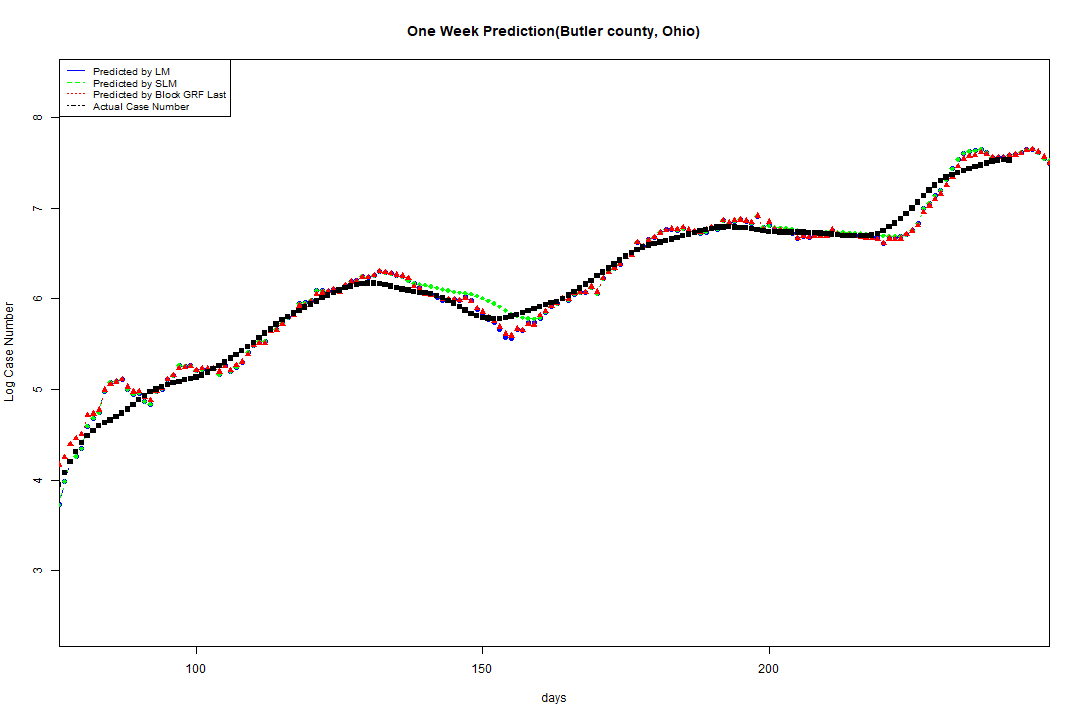 One Week Prediction(Butler county, Ohio)
Predicted by LM
Predicted by SLM
Predicted by Block GRF Last
Actual Case Number
8
7
6
5
4
3
Log Case Number
100 150 200
days